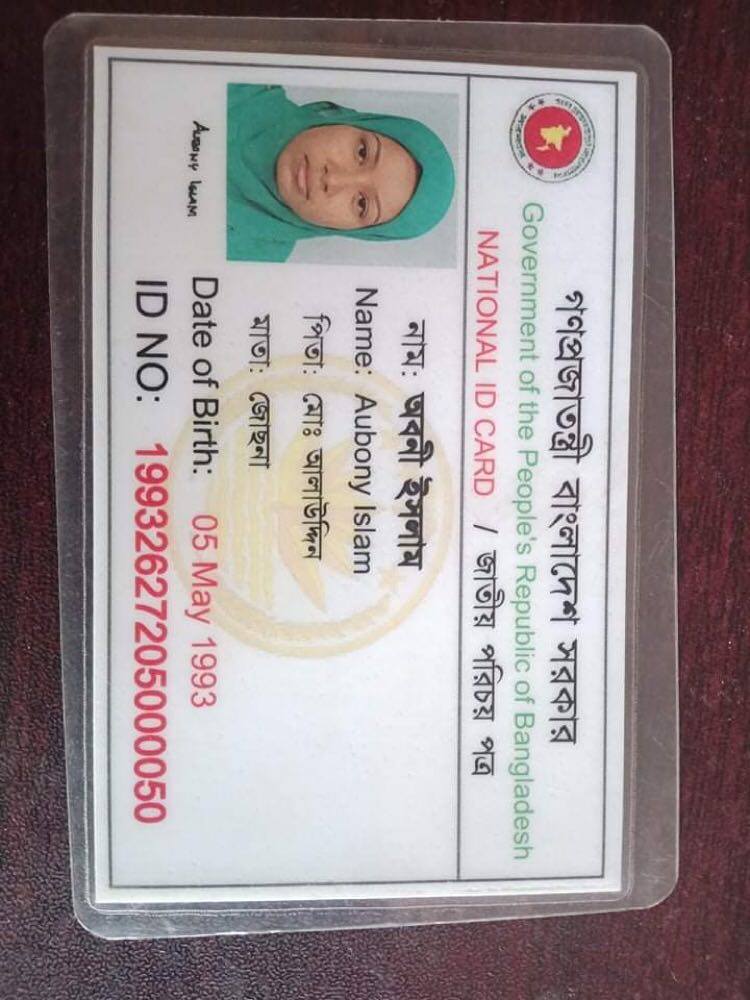 গণপ্রজাতন্ত্রী বাংলাদেশ সরকার
Government of the People's Republic of Bangladesh
NATIONAL ID CARD / জাতীয় পরিচয় পত্র
নাম: অবনী ইসলাম
Name: Aubony Islam
পিতা: মোঃ আলাউদ্দিন
মাতা: জোছনা
Date of Birth: 05 May 1993
ID NO: 19932627205000050
AUBONY ISLAM